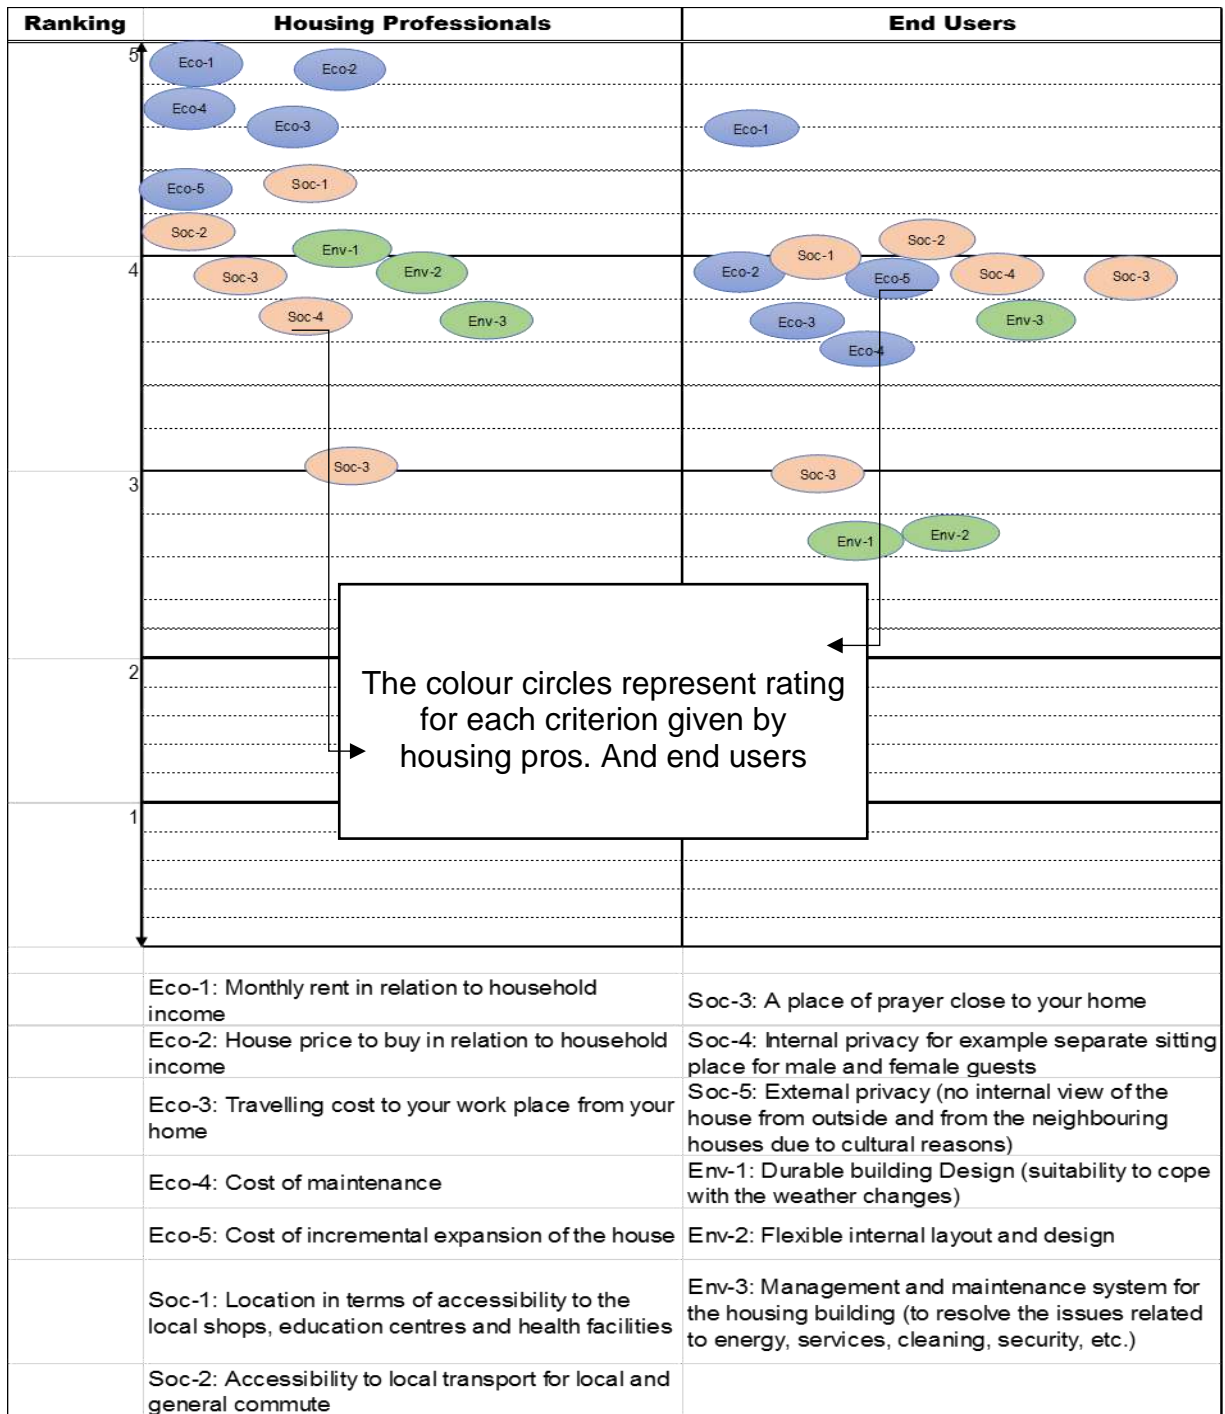 Ranking Housing Professionals End Users
5
Eco-1 Eco-2
Eco-4
Eco-3 Eco-1
Eco-5 Soc-1
Soc-2 Soc-2
Env-1 Soc-1
4 Soc-3 Env-2 Eco-2 Eco-5 Soc-4 Soc-3
Soc-4 Env-3 Eco-3 Env-3
Eco-4
Soc-3 Soc-3
3
Env-1 Env-2
2
The colour circles represent rating
for each criterion given by
housing pros. And end users
1
Eco-1: Monthly rent in relation to household
income
Soc-3: A place of prayer close to your home
Eco-2: House price to buy in relation to household
income
Soc-4: Internal privacy for example separate sitting
place for male and female guests
Eco-3: Travelling cost to your work place from your
home
Soc-5: External privacy (no internal view of the
house from outside and from the neighbouring
houses due to cultural reasons)
Eco-4: Cost of maintenance
Env-1: Durable building Design (suitability to cope
with the weather changes)
Eco-5: Cost of incremental expansion of the house
Env-2: Flexible internal layout and design
Soc-1: Location in terms of accessibility to the
local shops, education centres and health facilities
Env-3: Management and maintenance system for
the housing building (to resolve the issues related
to energy, services, cleaning, security, etc.)
Soc-2: Accessibility to local transport for local and
general commute